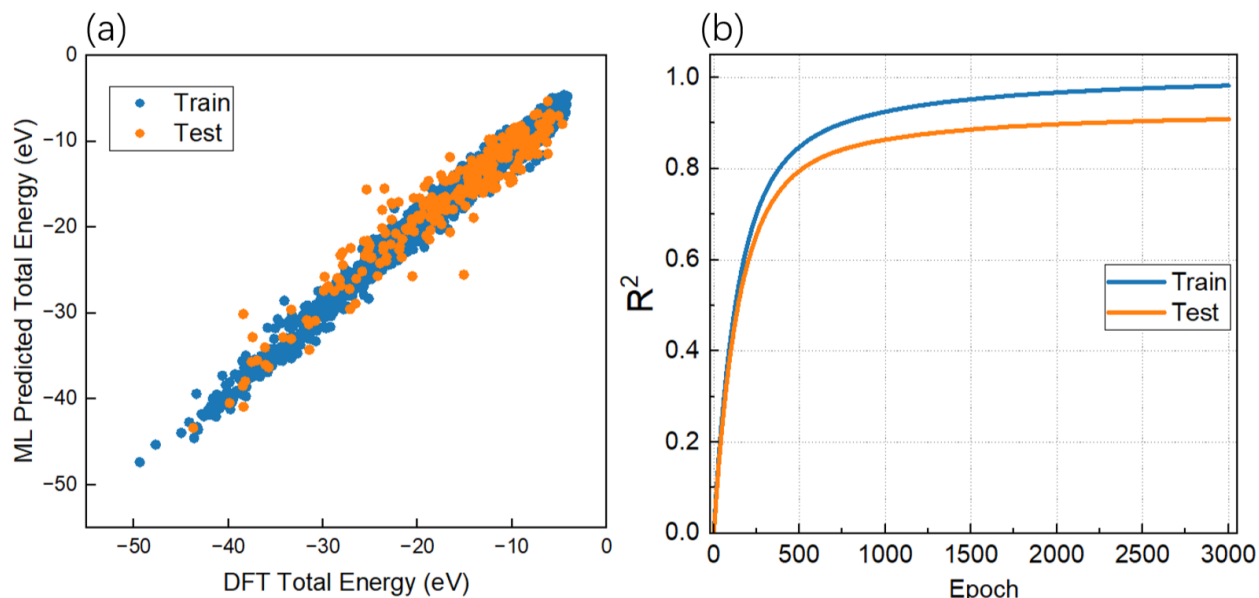 (a)
0
−10
−20
−30
−40
−50
ML Predicted Total Energy (eV)
Train
Test
−50 −40 −30 −20 −10 0
DFT Total Energy (eV)
(b)
1.0
0.8
0.6
0.4
0.2
0.0
R²
Train
Test
0 500 1000 1500 2000 2500 3000
Epoch